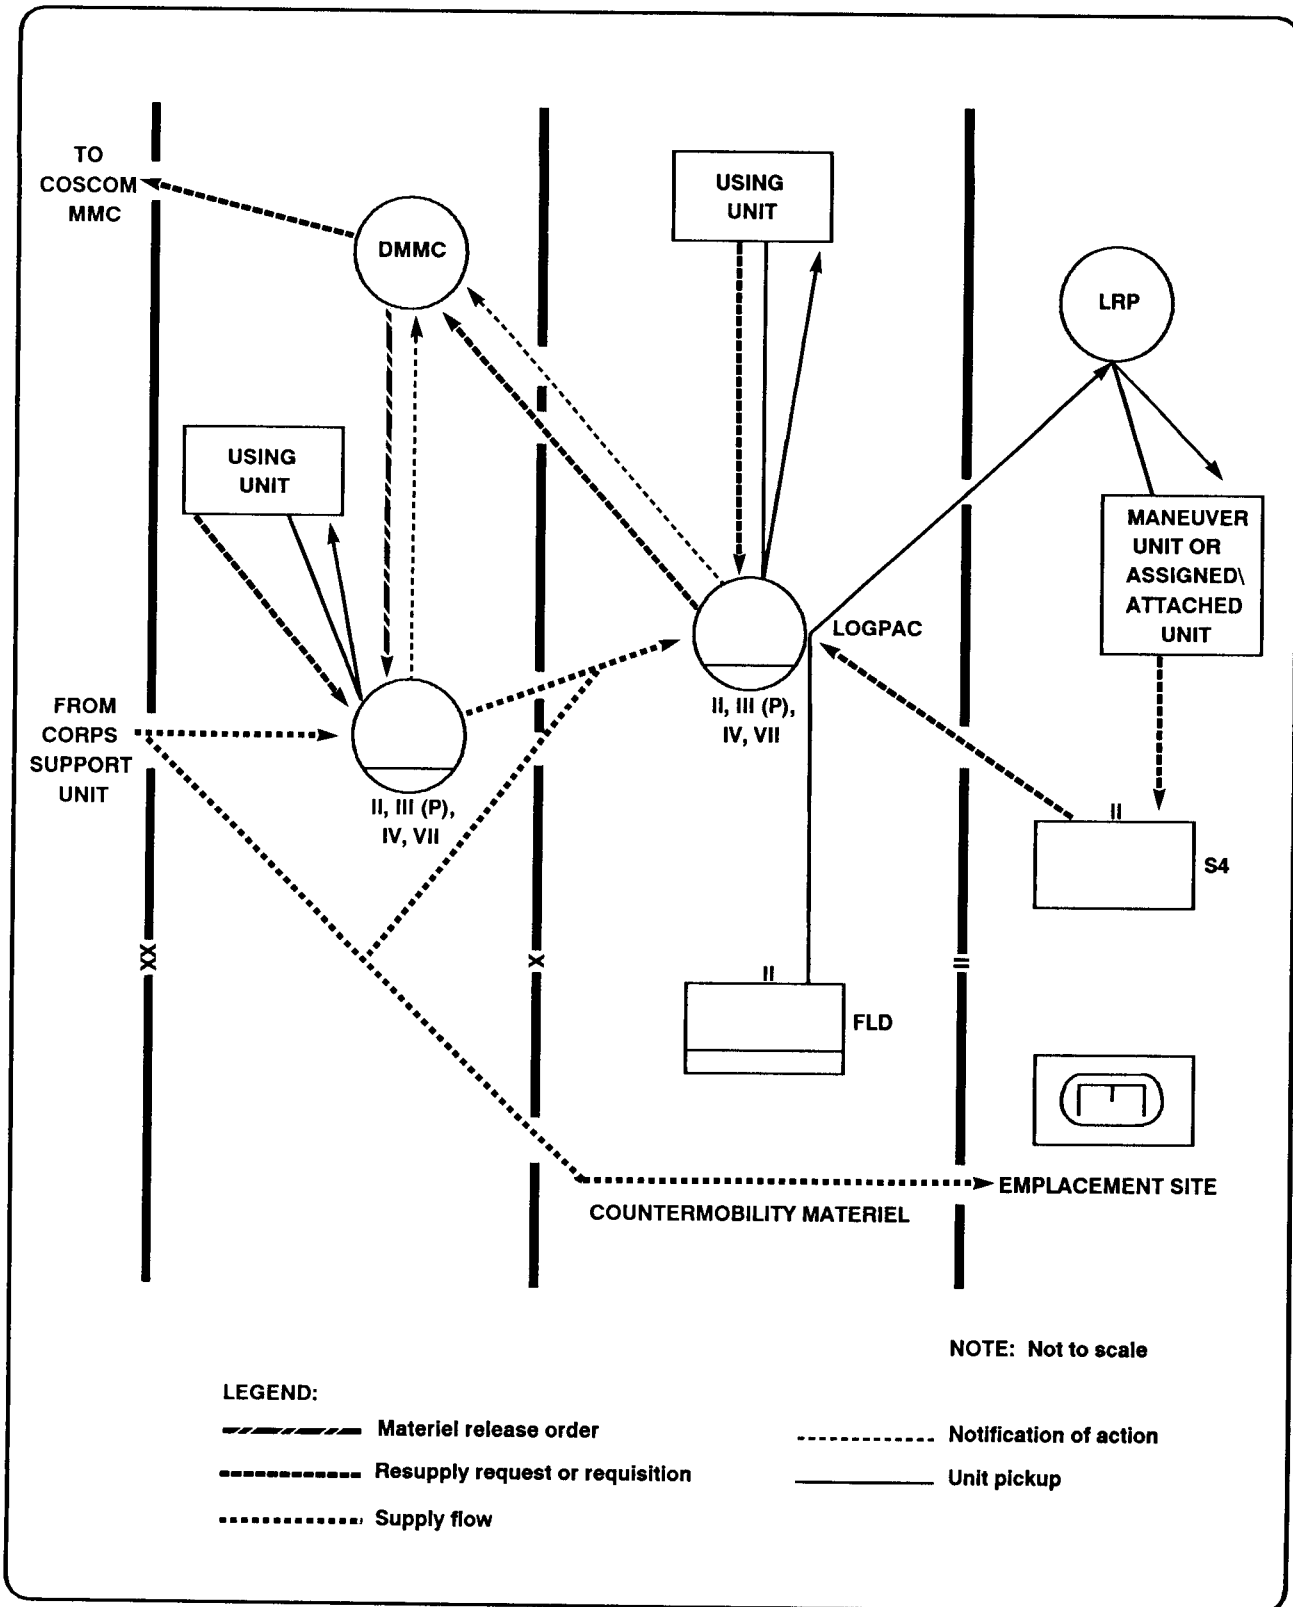 TO
COSCOM
MMC
DMMC
USING
UNIT
LRP
USING
UNIT
MANEUVER
UNIT OR
ASSIGNED\
ATTACHED
UNIT
LOGPAC
FROM
CORPS
SUPPORT
UNIT
II, III (P),
IV, VII
II, III (P),
IV, VII
II
S4
XX
X
II
II
FLD
EMPLACEMENT SITE
COUNTERMOBILITY MATERIEL
NOTE: Not to scale
LEGEND:
Materiel release order
Notification of action
Resupply request or requisition
Unit pickup
Supply flow